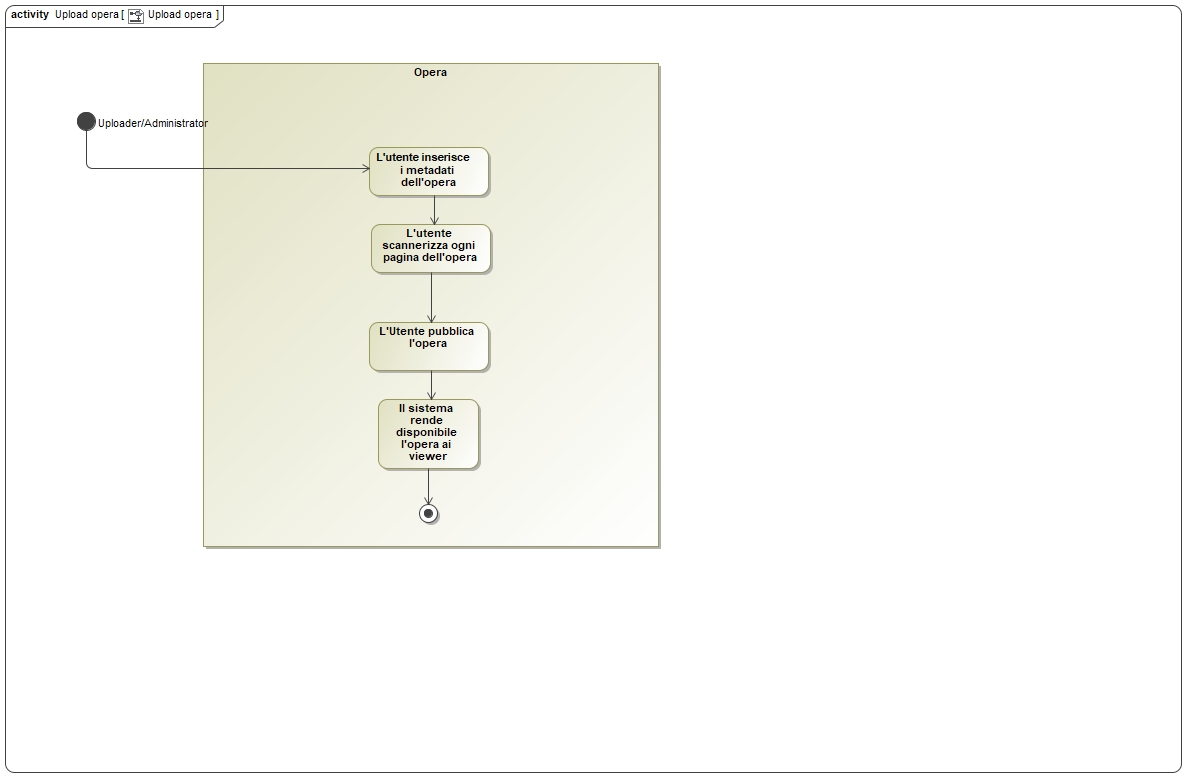 activity Upload opera [ Upload opera ]
Opera
Uploader/Administrator
L'utente inserisce
i metadati
dell'opera
L'utente
scannerizza ogni
pagina dell'opera
L'Utente pubblica
l'opera
Il sistema
rende
disponibile
l'opera ai
viewer